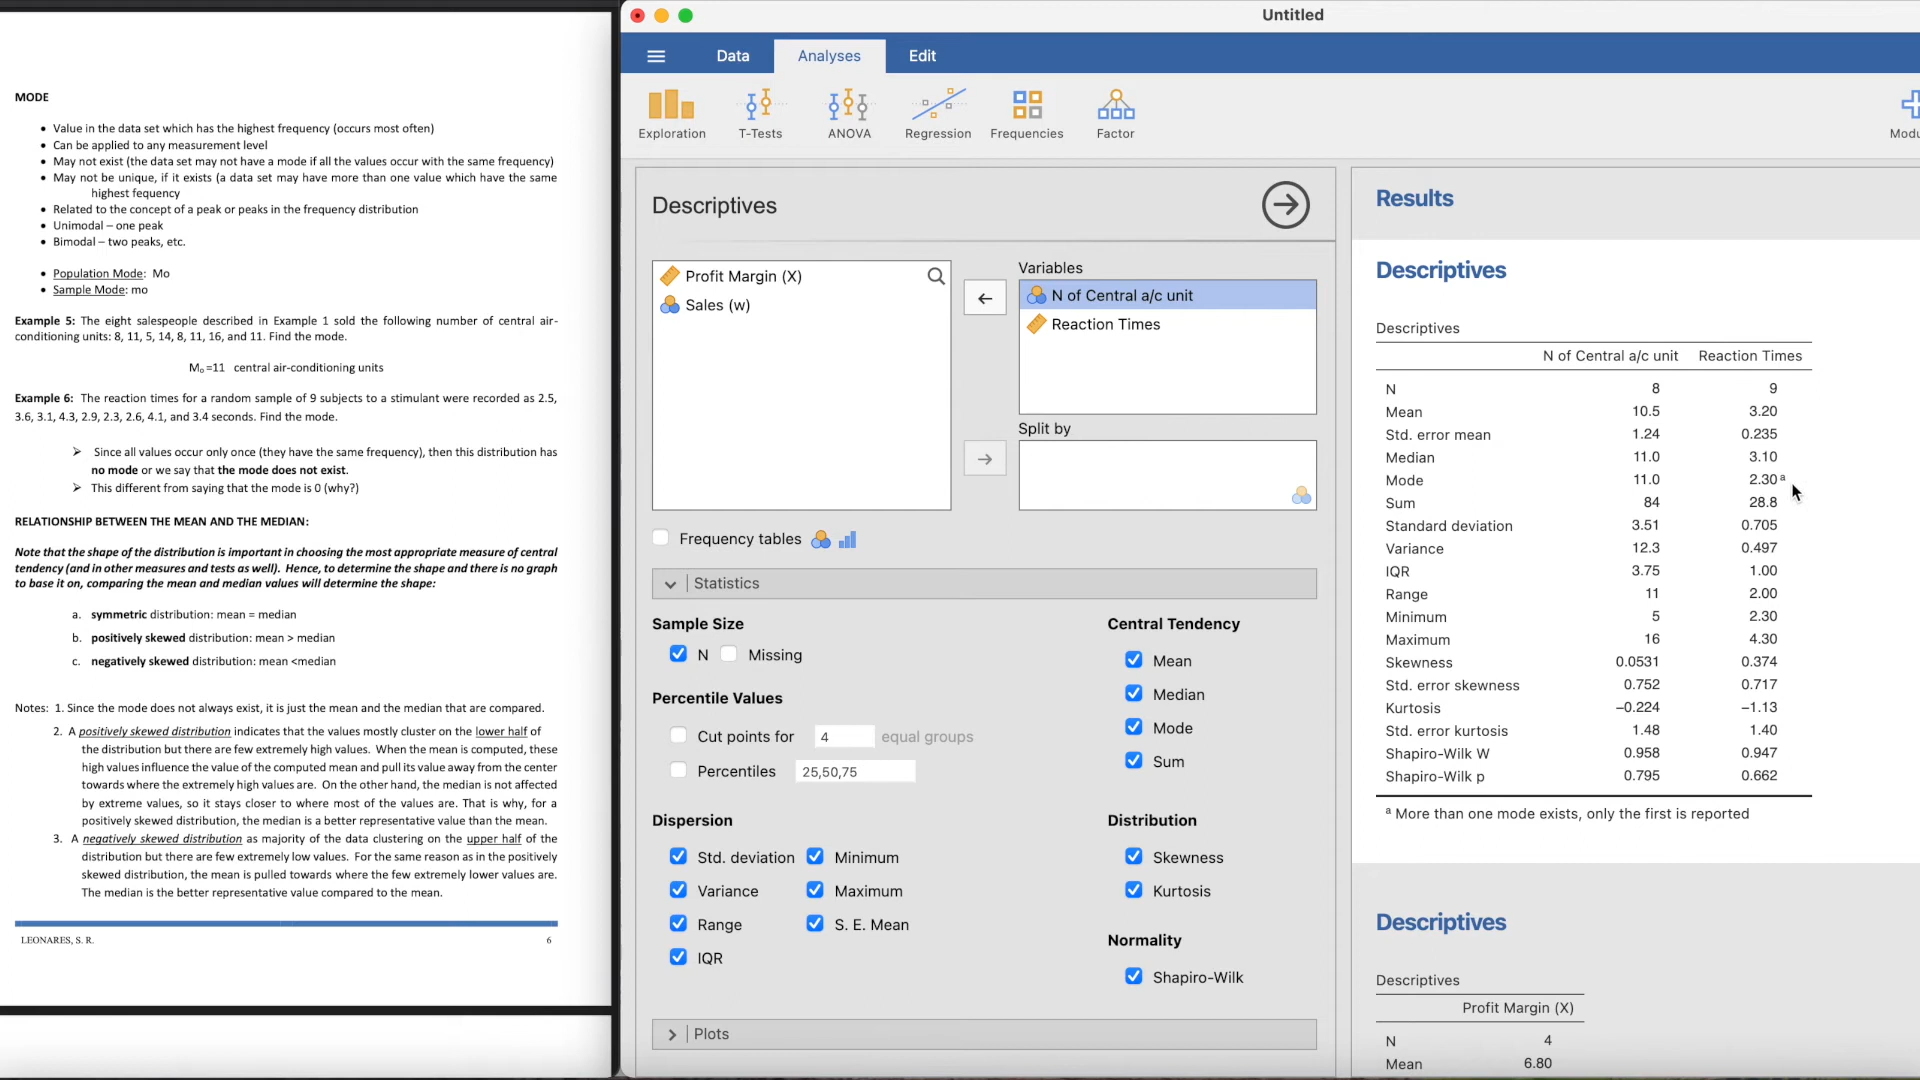 MODE
• Value in the data set which has the highest frequency (occurs most often)
• Can be applied to any measurement level
• May not exist (the data set may not have a mode if all the values occur with the same frequency)
• May not be unique, if it exists (a data set may have more than one value which have the same
highest fequency
• Related to the concept of a peak or peaks in the frequency distribution
• Unimodal – one peak
• Bimodal – two peaks, etc.
• Population Mode: Mo
• Sample Mode: mo
Example 5: The eight salespeople described in Example 1 sold the following number of central air-
conditioning units: 8, 11, 5, 14, 8, 11, 16, and 11. Find the mode.
Mₒ =11 central air-conditioning units
Example 6: The reaction times for a random sample of 9 subjects to a stimulant were recorded as 2.5,
3.6, 3.1, 4.3, 2.9, 2.3, 2.6, 4.1, and 3.4 seconds. Find the mode.
➢ Since all values occur only once (they have the same frequency), then this distribution has
no mode or we say that the mode does not exist.
➢ This different from saying that the mode is 0 (why?)
RELATIONSHIP BETWEEN THE MEAN AND THE MEDIAN:
Note that the shape of the distribution is important in choosing the most appropriate measure of central
tendency (and in other measures and tests as well). Hence, to determine the shape and there is no graph
to base it on, comparing the mean and median values will determine the shape:
a. symmetric distribution: mean = median
b. positively skewed distribution: mean > median
c. negatively skewed distribution: mean <median
Notes: 1. Since the mode does not always exist, it is just the mean and the median that are compared.
2. A positively skewed distribution indicates that the values mostly cluster on the lower half of
the distribution but there are few extremely high values. When the mean is computed, these
high values influence the value of the computed mean and pull its value away from the center
towards where the extremely high values are. On the other hand, the median is not affected
by extreme values, so it stays closer to where most of the values are. That is why, for a
positively skewed distribution, the median is a better representative value than the mean.
3. A negatively skewed distribution as majority of the data clustering on the upper half of the
distribution but there are few extremely low values. For the same reason as in the positively
skewed distribution, the mean is pulled towards where the few extremely lower values are.
The median is the better representative value compared to the mean.
LEONARES, S. R. 6
Untitled
Data Analyses Edit
Exploration T-Tests ANOVA Regression Frequencies Factor
Descriptives
Profit Margin (X)
Sales (w)
Variables
N of Central a/c unit
Reaction Times
Split by
Frequency tables
Statistics
Sample Size
N Missing
Percentile Values
Cut points for 4 equal groups
Percentiles 25,50,75
Dispersion
Std. deviation Minimum
Variance Maximum
Range S. E. Mean
IQR
Central Tendency
Mean
Median
Mode
Sum
Distribution
Skewness
Kurtosis
Normality
Shapiro-Wilk
Plots
Results
Descriptives
Descriptives
N of Central a/c unit Reaction Times
N 8 9
Mean 10.5 3.20
Std. error mean 1.24 0.235
Median 11.0 3.10
Mode 11.0 2.30 ᵃ
Sum 84 28.8
Standard deviation 3.51 0.705
Variance 12.3 0.497
IQR 3.75 1.00
Range 11 2.00
Minimum 5 2.30
Maximum 16 4.30
Skewness 0.0531 0.374
Std. error skewness 0.752 0.717
Kurtosis −0.224 −1.13
Std. error kurtosis 1.48 1.40
Shapiro-Wilk W 0.958 0.947
Shapiro-Wilk p 0.795 0.662
ᵃ More than one mode exists, only the first is reported
Descriptives
Descriptives
Profit Margin (X)
N 4
Mean 6.80